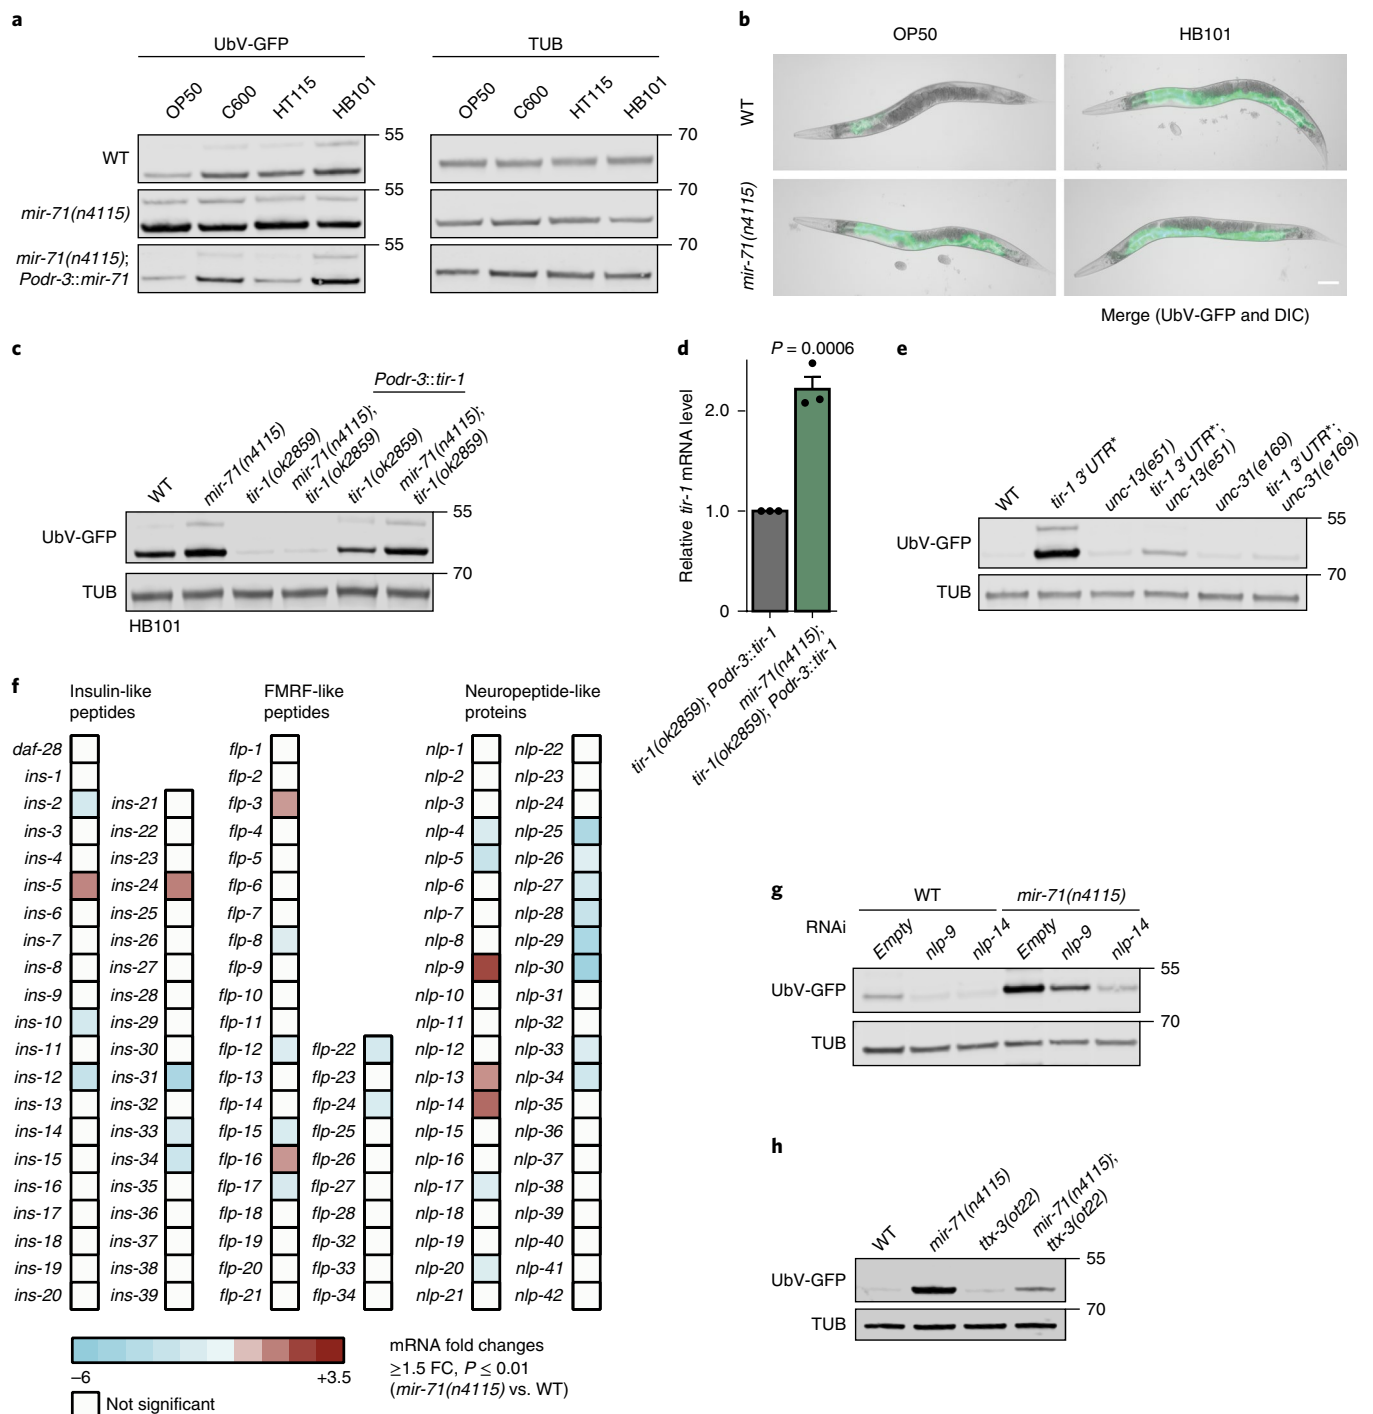 a
UbV-GFP
TUB
OP50
C600
HT115
HB101
OP50
C600
HT115
HB101
WT
55
70
mir-71(n4115)
55
70
mir-71(n4115);
Podr-3::mir-71
55
70
b
OP50
HB101
WT
mir-71(n4115)
Merge (UbV-GFP and DIC)
c
Podr-3::tir-1
WT
mir-71(n4115)
tir-1(ok2859)
mir-71(n4115);
tir-1(ok2859)
tir-1(ok2859)
mir-71(n4115);
tir-1(ok2859)
UbV-GFP
55
TUB
70
HB101
d
P = 0.0006
Relative tir-1 mRNA level
2.0
1.0
0
tir-1(ok2859); Podr-3::tir-1
mir-71(n4115);
tir-1(ok2859); Podr-3::tir-1
e
WT
tir-1 3′UTR*
unc-13(e51)
tir-1 3′UTR*;
unc-13(e51)
unc-31(e169)
tir-1 3′UTR*;
unc-31(e169)
UbV-GFP
55
TUB
70
f
Insulin-like
peptides
daf-28
ins-1
ins-2
ins-3
ins-4
ins-5
ins-6
ins-7
ins-8
ins-9
ins-10
ins-11
ins-12
ins-13
ins-14
ins-15
ins-16
ins-17
ins-18
ins-19
ins-20
ins-21
ins-22
ins-23
ins-24
ins-25
ins-26
ins-27
ins-28
ins-29
ins-30
ins-31
ins-32
ins-33
ins-34
ins-35
ins-36
ins-37
ins-38
ins-39
FMRF-like
peptides
flp-1
flp-2
flp-3
flp-4
flp-5
flp-6
flp-7
flp-8
flp-9
flp-10
flp-11
flp-12
flp-13
flp-14
flp-15
flp-16
flp-17
flp-18
flp-19
flp-20
flp-21
flp-22
flp-23
flp-24
flp-25
flp-26
flp-27
flp-28
flp-32
flp-33
flp-34
Neuropeptide-like
proteins
nlp-1
nlp-2
nlp-3
nlp-4
nlp-5
nlp-6
nlp-7
nlp-8
nlp-9
nlp-10
nlp-11
nlp-12
nlp-13
nlp-14
nlp-15
nlp-16
nlp-17
nlp-18
nlp-19
nlp-20
nlp-21
nlp-22
nlp-23
nlp-24
nlp-25
nlp-26
nlp-27
nlp-28
nlp-29
nlp-30
nlp-31
nlp-32
nlp-33
nlp-34
nlp-35
nlp-36
nlp-37
nlp-38
nlp-39
nlp-40
nlp-41
nlp-42
–6
+3.5
Not significant
mRNA fold changes
≥1.5 FC, P ≤ 0.01
(mir-71(n4115) vs. WT)
g
WT
mir-71(n4115)
RNAi
Empty
nlp-9
nlp-14
Empty
nlp-9
nlp-14
UbV-GFP
55
TUB
70
h
WT
mir-71(n4115)
ttx-3(ot22)
mir-71(n4115);
ttx-3(ot22)
UbV-GFP
55
TUB
70